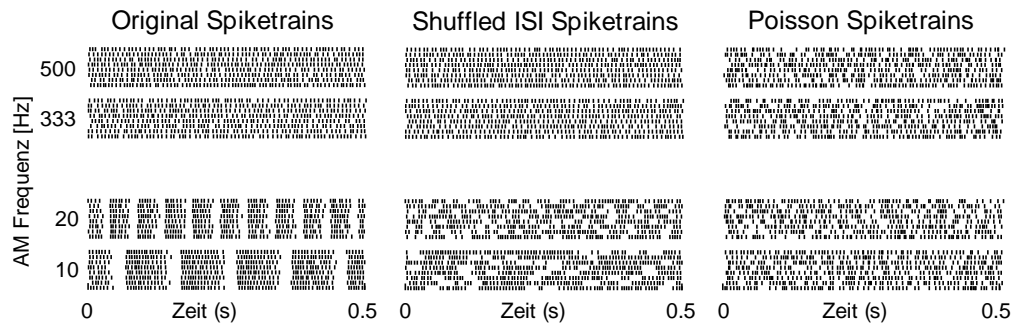 Original Spiketrains Shuffled ISI Spiketrains Poisson Spiketrains
AM Frequenz [Hz]
500
333
20
10
0 Zeit (s) 0.5 0 Zeit (s) 0.5 0 Zeit (s) 0.5